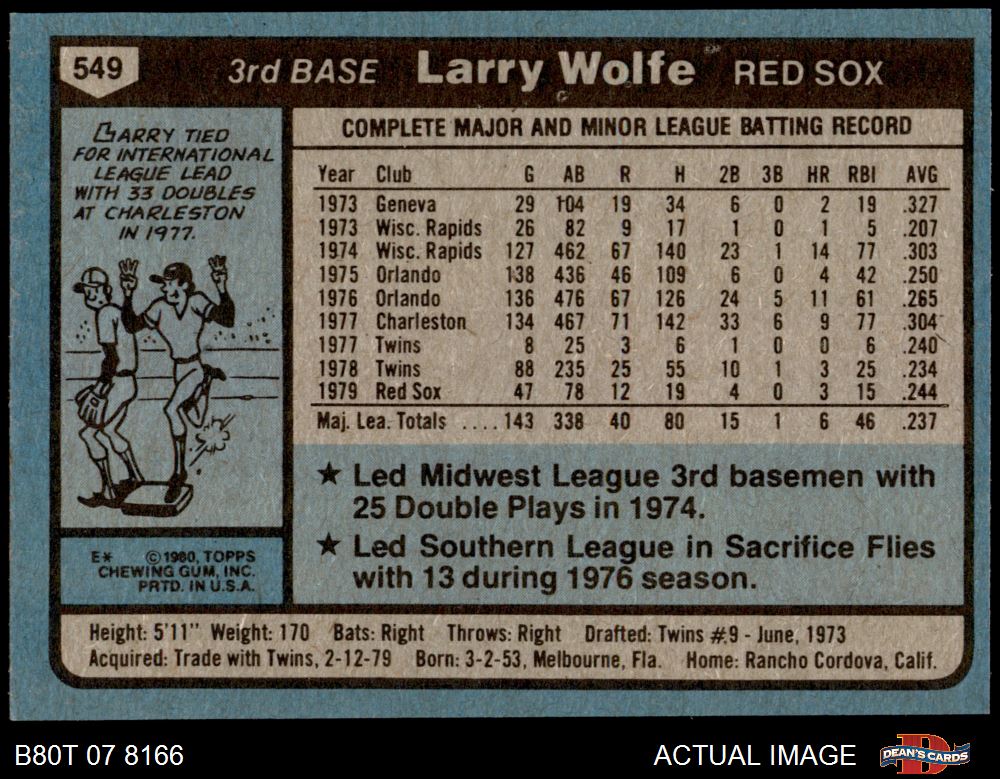 549 3rd BASE Larry Wolfe RED SOX
LARRY TIED
FOR INTERNATIONAL
LEAGUE LEAD
WITH 33 DOUBLES
AT CHARLESTON
IN 1977.
E* ©1980, TOPPS
CHEWING GUM, INC.
PRTD. IN U.S.A.
COMPLETE MAJOR AND MINOR LEAGUE BATTING RECORD
Year Club G AB R H 2B 3B HR RBI AVG
1973 Geneva 29 104 19 34 6 0 2 19 .327
1973 Wisc. Rapids 26 82 9 17 1 0 1 5 .207
1974 Wisc. Rapids 127 462 67 140 23 1 14 77 .303
1975 Orlando 138 436 46 109 6 0 4 42 .250
1976 Orlando 136 476 67 126 24 5 11 61 .265
1977 Charleston 134 467 71 142 33 6 9 77 .304
1977 Twins 8 25 3 6 1 0 0 6 .240
1978 Twins 88 235 25 55 10 1 3 25 .234
1979 Red Sox 47 78 12 19 4 0 3 15 .244
Maj. Lea. Totals .... 143 338 40 80 15 1 6 46 .237
★ Led Midwest League 3rd basemen with
25 Double Plays in 1974.
★ Led Southern League in Sacrifice Flies
with 13 during 1976 season.
Height: 5'11" Weight: 170 Bats: Right Throws: Right Drafted: Twins #9 - June, 1973
Acquired: Trade with Twins, 2-12-79 Born: 3-2-53, Melbourne, Fla. Home: Rancho Cordova, Calif.
B80T 07 8166 ACTUAL IMAGE DEAN'S CARDS